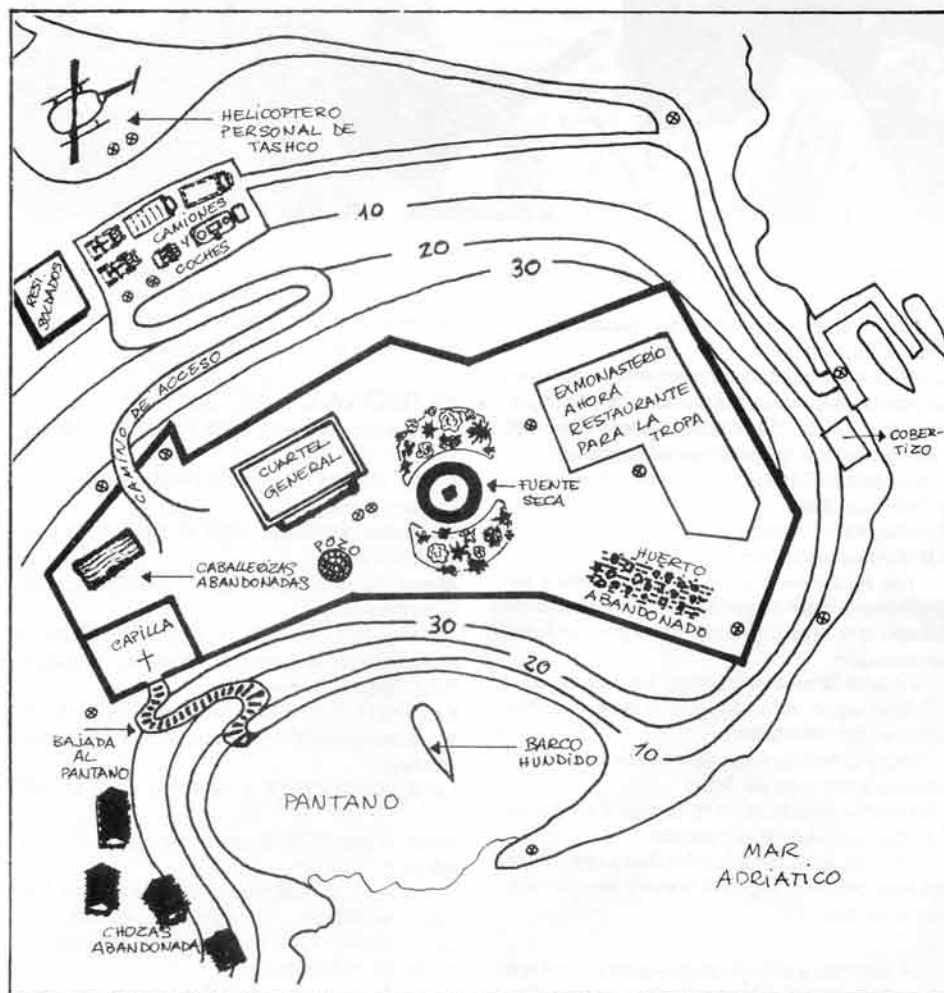 HELICOPTERO
PERSONAL DE
TASHCO
CAMIONES
Y
COCHES
RESI
SOLDADOS
10
20
30
CAMINO DE ACCESO
EXMONASTERIO
AHORA
RESTAURANTE
PARA LA
TROPA
CUARTEL
GENERAL
FUENTE
SECA
COBER-
TIZO
POZO
CABALLERIZAS
ABANDONADAS
HUERTO
ABANDONADO
CAPILLA
30
20
10
BAJADA
AL
PANTANO
BARCO
HUNDIDO
PANTANO
MAR
ADRIATICO
CHOZAS
ABANDONADA